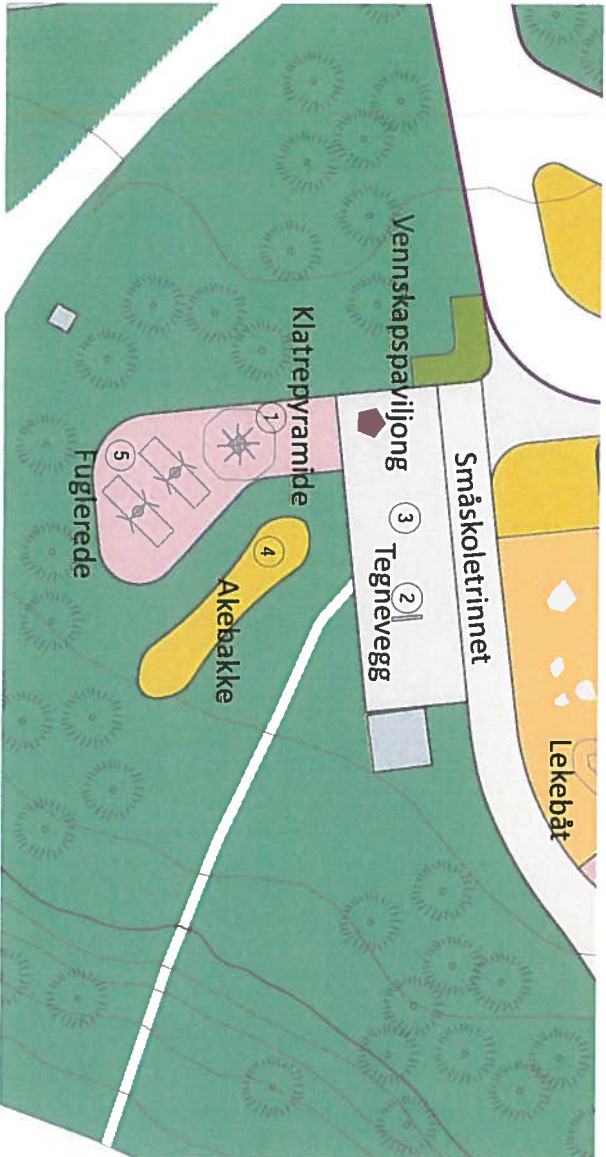 Lekebåt
Småskoletrinnet
Vennskapspaviljong
3
2
Tegnevegg
Klatrepyramide
1
4
Akebakke
5
Fuglerede